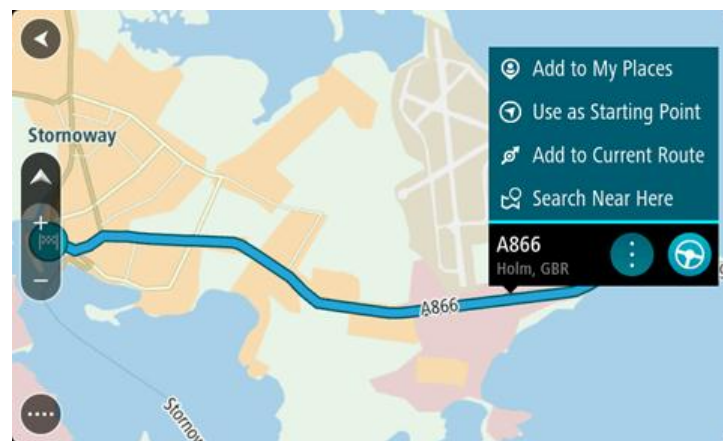 Stornoway
Add to My Places
Use as Starting Point
Add to Current Route
Search Near Here
A866
Holm, GBR
A866
Stornow